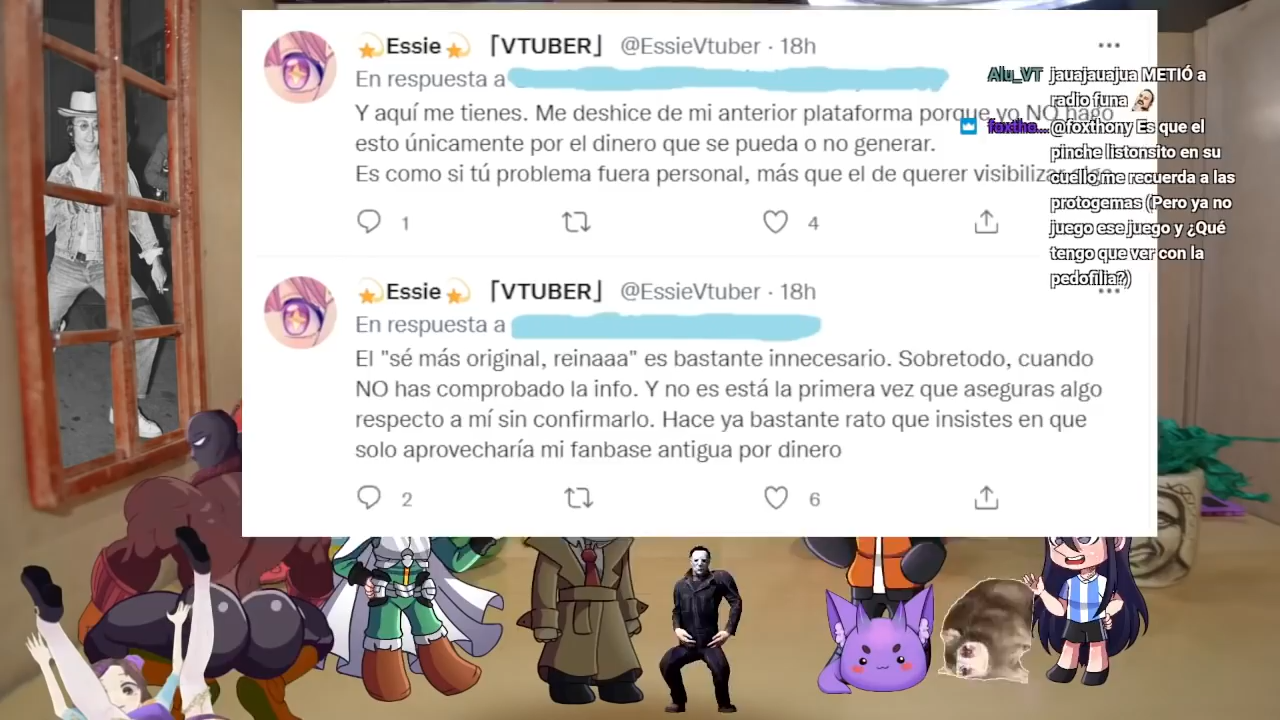 Essie 「VTUBER」 @EssieVtuber · 18h
En respuesta a
Y aquí me tienes. Me deshice de mi anterior plataforma porque yo NO hago
esto únicamente por el dinero que se pueda o no generar.
Es como si tú problema fuera personal, más que el de querer visibiliza
1 4
Essie 「VTUBER」 @EssieVtuber · 18h
En respuesta a
El "sé más original, reinaaa" es bastante innecesario. Sobretodo, cuando
NO has comprobado la info. Y no es está la primera vez que aseguras algo
respecto a mí sin confirmarlo. Hace ya bastante rato que insistes en que
solo aprovecharía mi fanbase antigua por dinero
2 6
Alu_VT jauajauajua METIÓ a
radio funa
foxtho... @foxthony Es que el
pinche listonsito en su
cuello me recuerda a las
protogemas (Pero ya no
juego ese juego y ¿Qué
tengo que ver con la
pedofilia?)